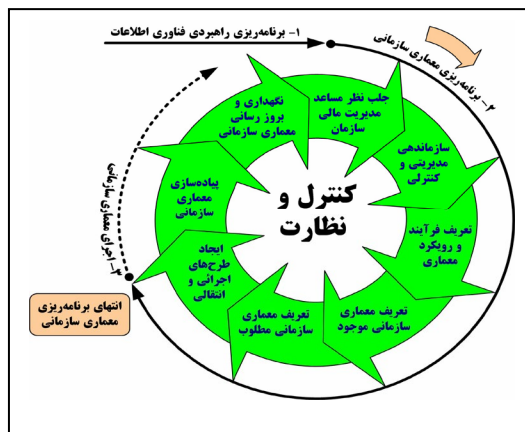 ۱- برنامه‌ریزی راهبردی فناوری اطلاعات
۲- برنامه‌ریزی معماری سازمانی
جلب نظر مساعد
مدیریت مالی
سازمان
سازماندهی
مدیریتی و
کنترلی
تعریف فرآیند
و رویکرد
معماری
تعریف معماری
سازمانی موجود
تعریف معماری
سازمانی مطلوب
ایجاد
طرح‌های
اجرائی و
انتقالی
پیاده‌سازی
معماری
سازمانی
نگهداری و
بروز رسانی
معماری سازمانی
کنترل و
نظارت
۳- اجرای معماری سازمانی
انتهای برنامه‌ریزی
معماری سازمانی